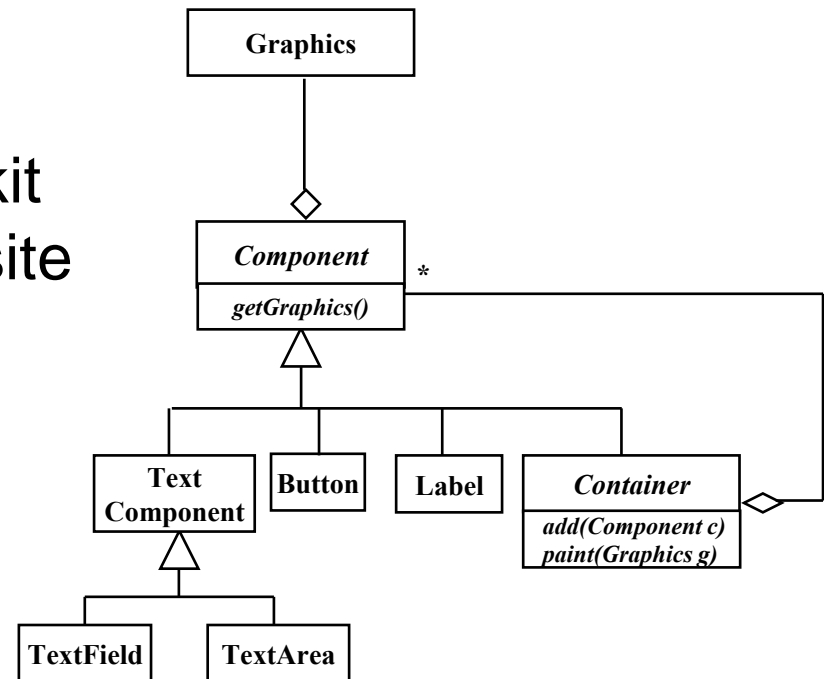 Graphics
kit
site
Component
*
getGraphics()
Text
Component
Button
Label
Container
add(Component c)
paint(Graphics g)
TextField
TextArea